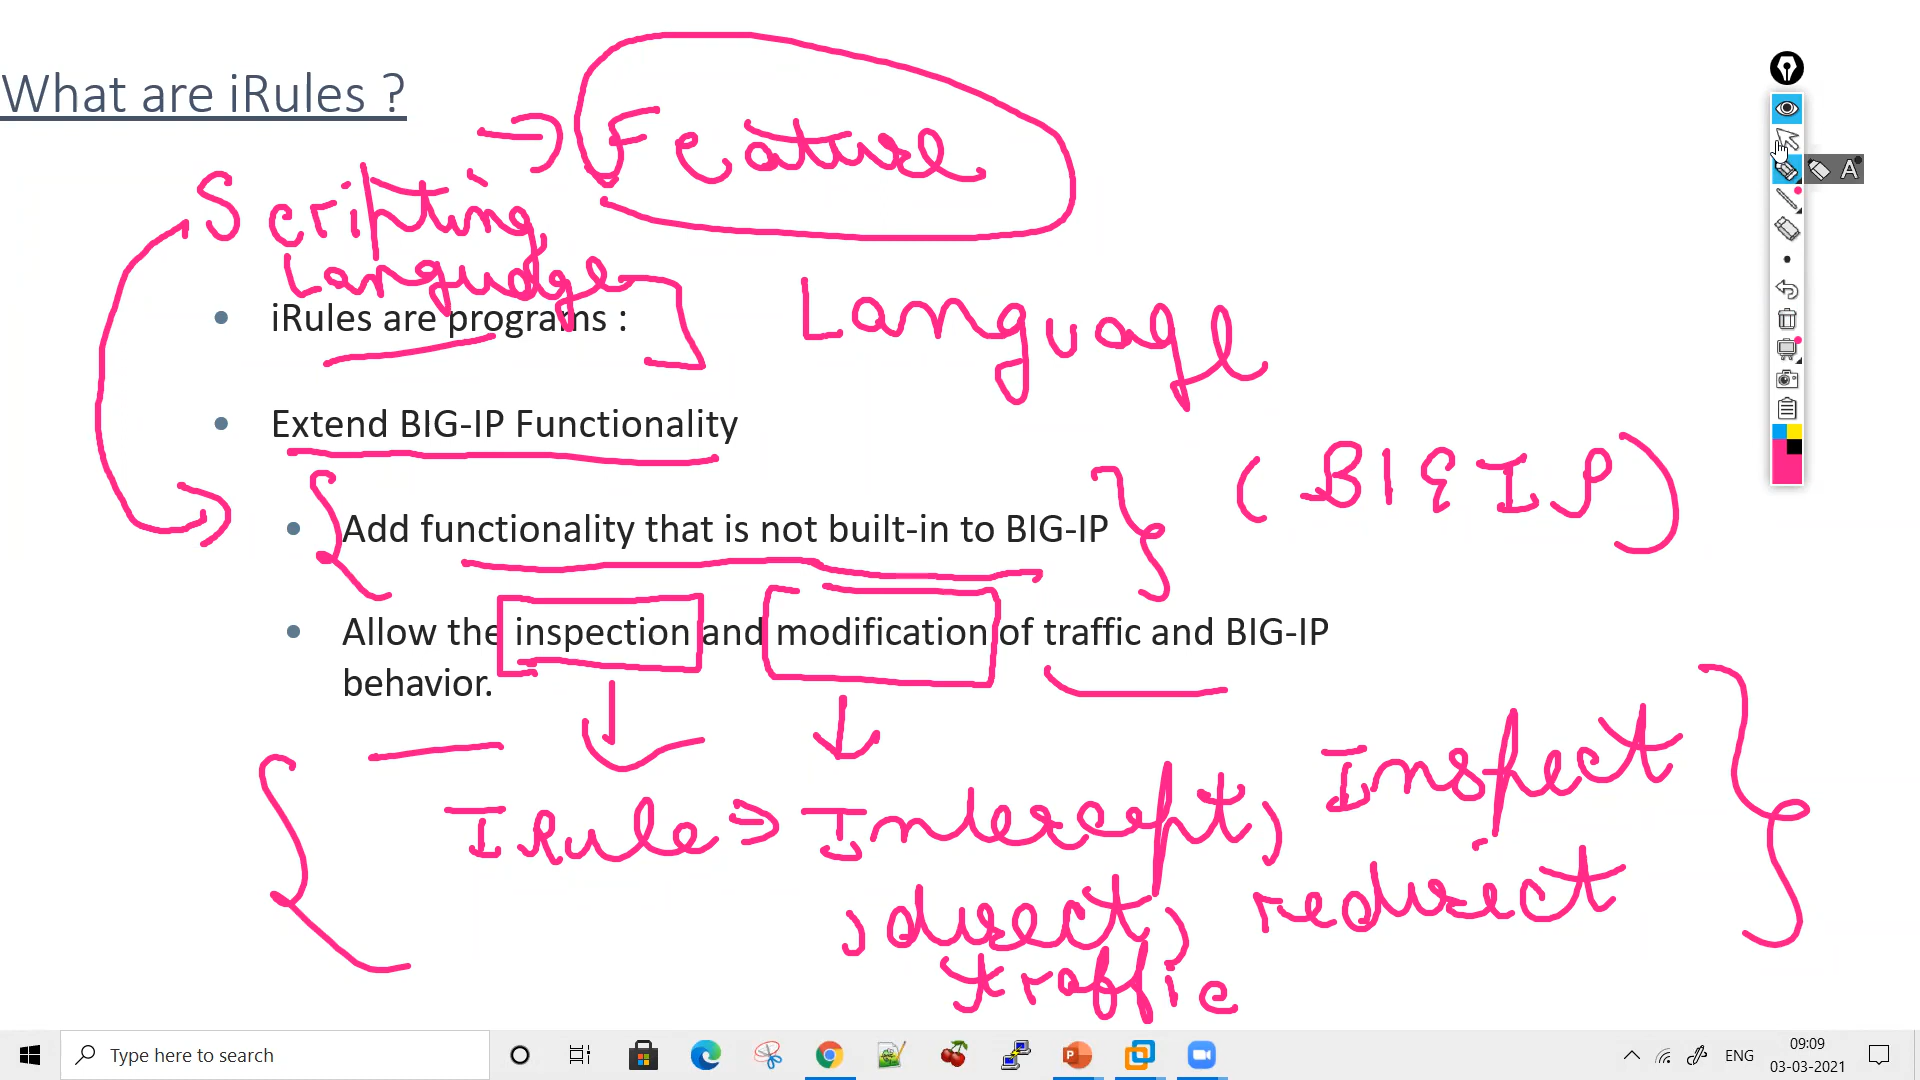 What are iRules ?
→ Feature
Scripting
Language
• iRules are programs :
Language
• Extend BIG-IP Functionality
(BIG IP)
• Add functionality that is not built-in to BIG-IP
• Allow the inspection and modification of traffic and BIG-IP
behavior.
IRule => Intercept, Inspect
, direct, redirect
traffic
A
Type here to search
ENG
09:09
03-03-2021